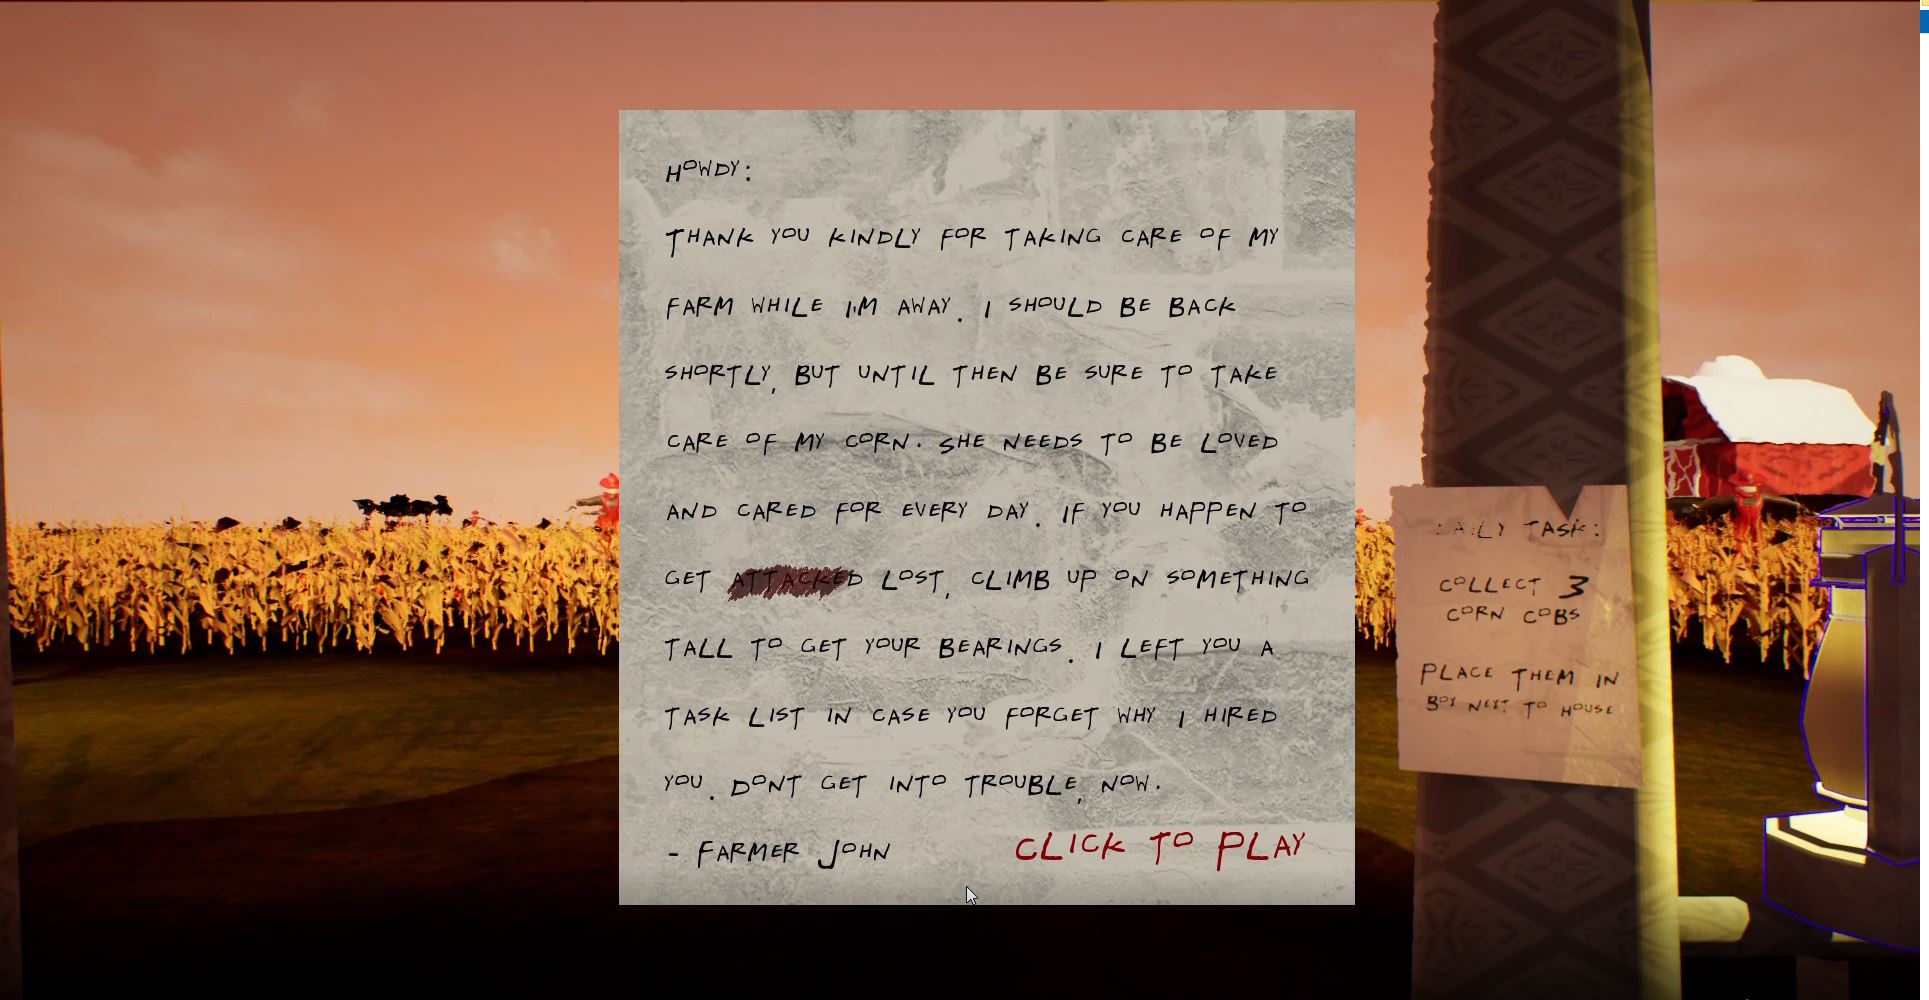 HOWDY:
THANK YOU KINDLY FOR TAKING CARE OF MY
FARM WHILE I'M AWAY. I SHOULD BE BACK
SHORTLY, BUT UNTIL THEN BE SURE TO TAKE
CARE OF MY CORN. SHE NEEDS TO BE LOVED
AND CARED FOR EVERY DAY. IF YOU HAPPEN TO
GET ATTACKED LOST, CLIMB UP ON SOMETHING
TALL TO GET YOUR BEARINGS. I LEFT YOU A
TASK LIST IN CASE YOU FORGET WHY I HIRED
YOU. DONT GET INTO TROUBLE, NOW.
- FARMER JOHN
CLICK TO PLAY
DAILY TASK:
COLLECT 3
CORN COBS
PLACE THEM IN
BOX NEXT TO HOUSE